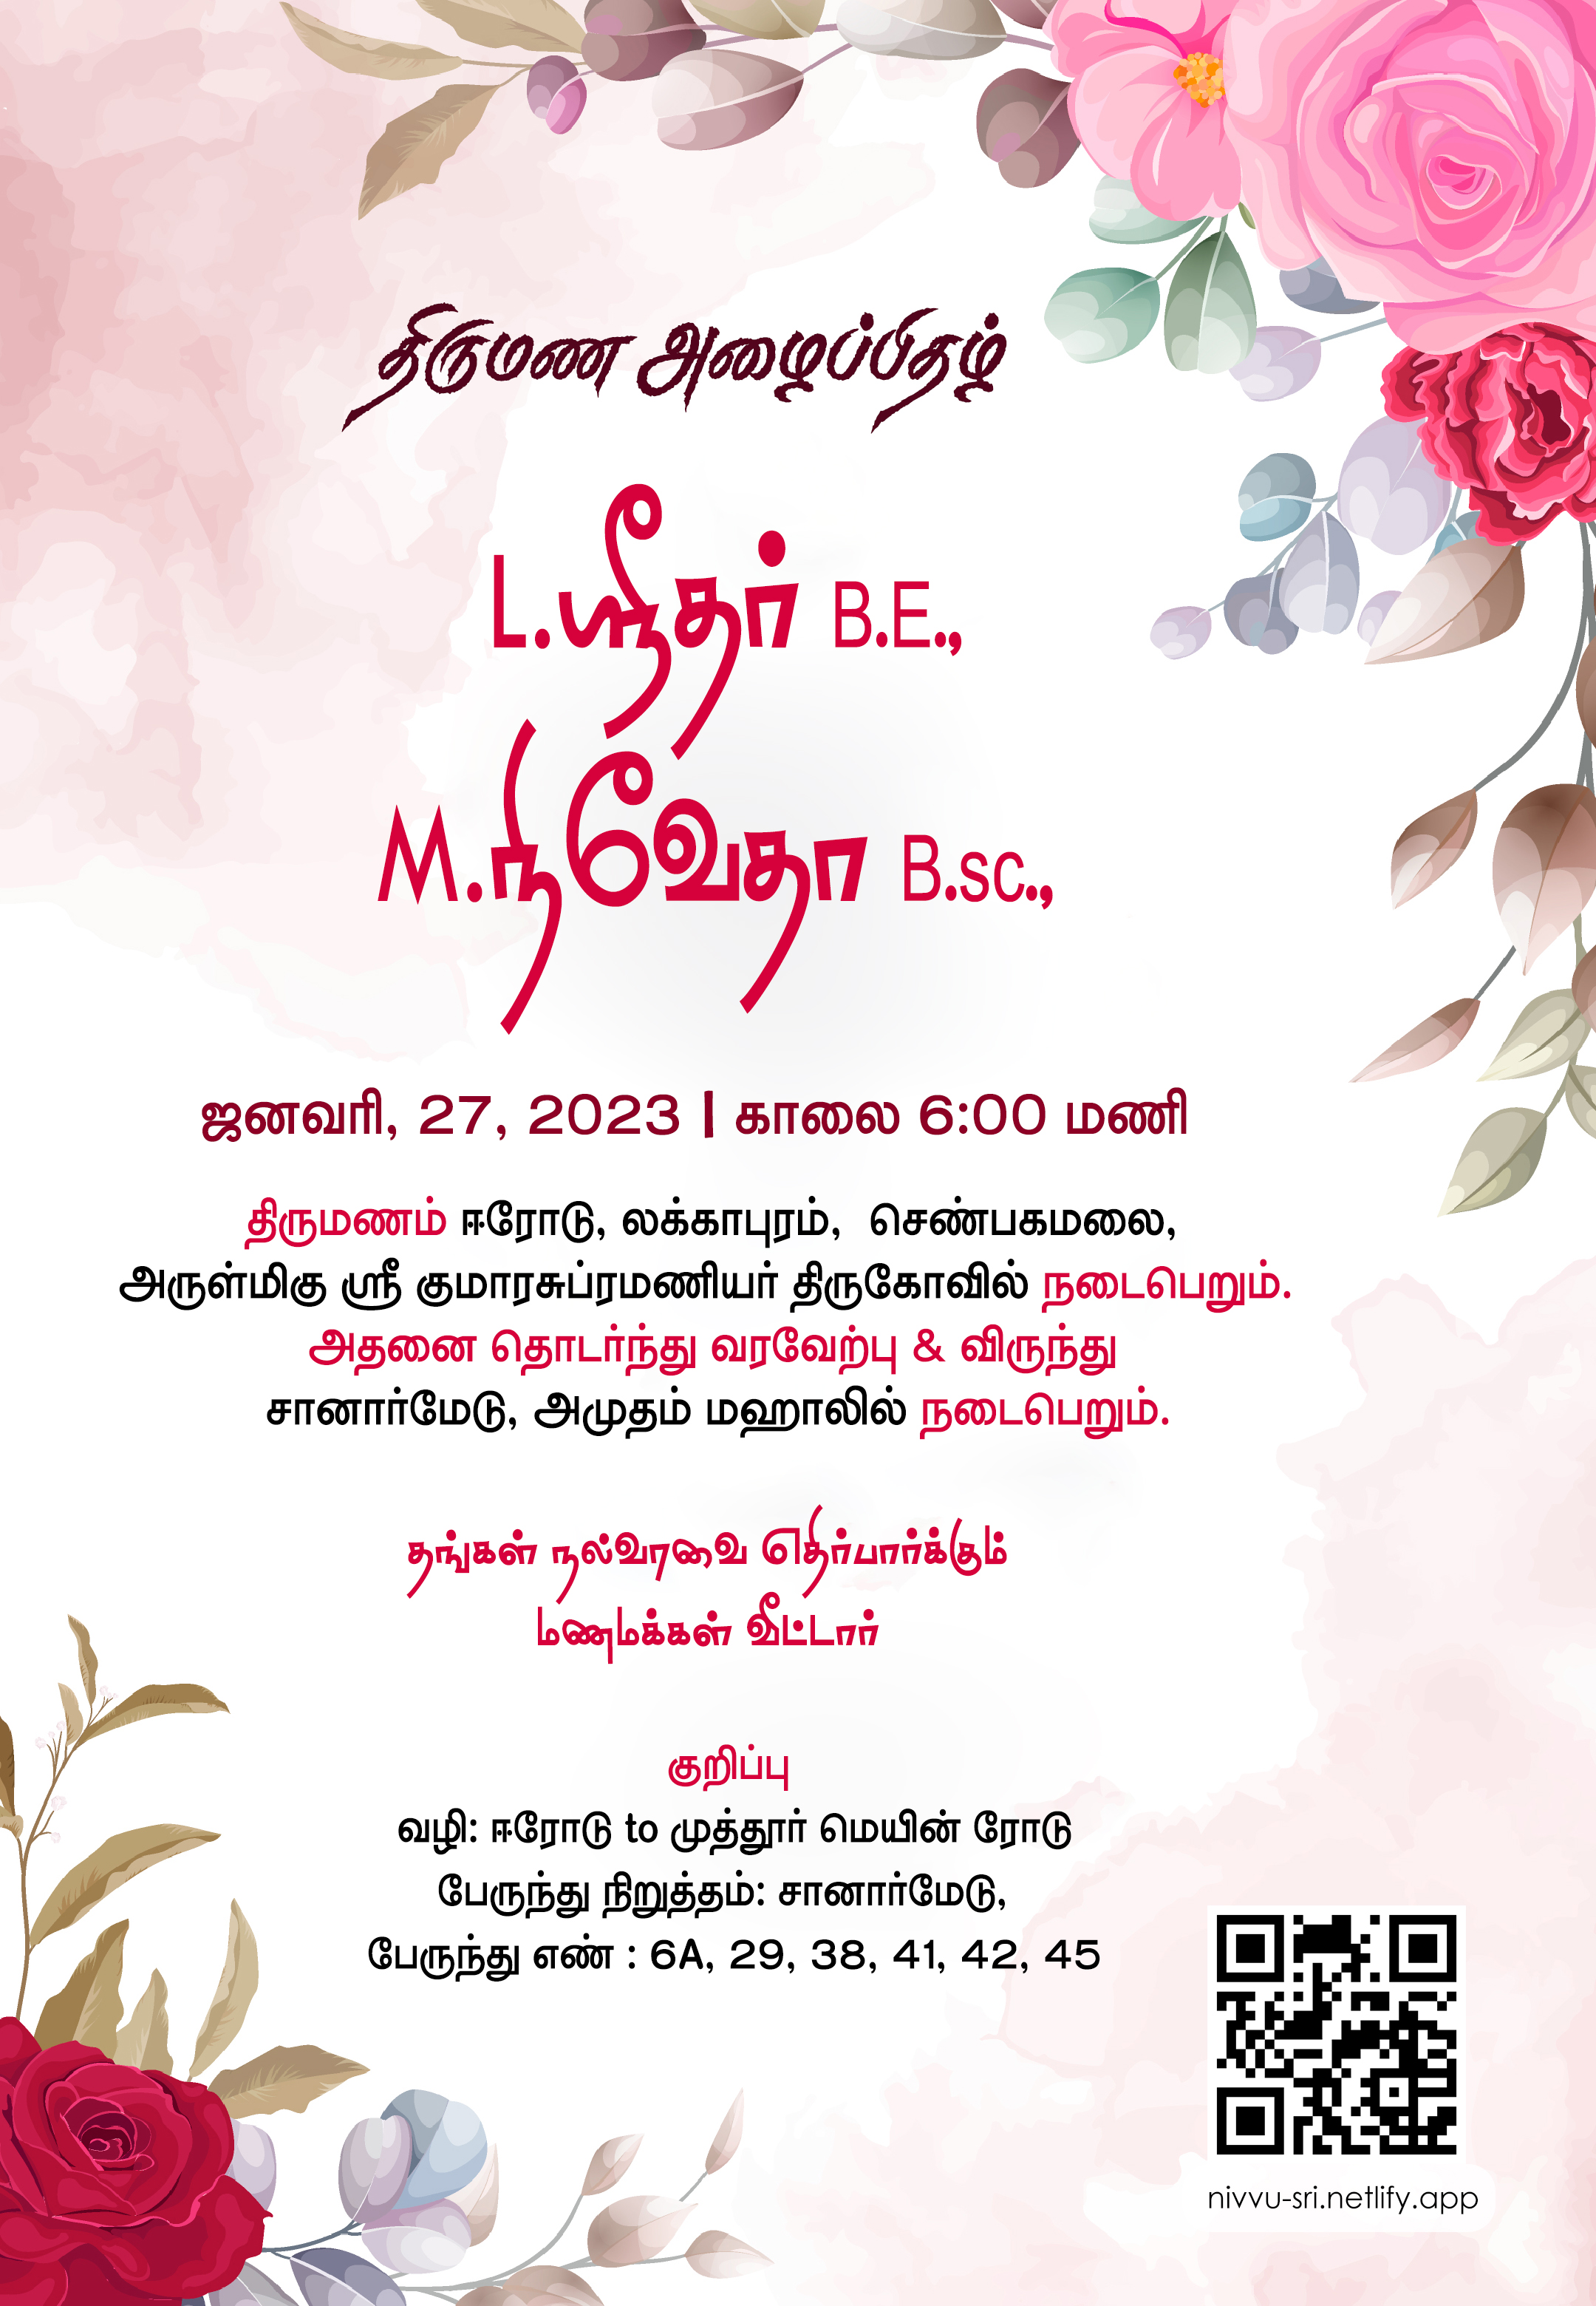 திருமண அழைப்பிதழ்
L.ஸ்ரீதர் B.E.,
M.நிவேதா B.sc.,
ஜனவரி, 27, 2023 | காலை 6:00 மணி
திருமணம் ஈரோடு, லக்காபுரம், செண்பகமலை,
அருள்மிகு ஸ்ரீ குமாரசுப்ரமணியர் திருகோவில் நடைபெறும்.
அதனை தொடர்ந்து வரவேற்பு & விருந்து
சானார்மேடு, அமுதம் மஹாலில் நடைபெறும்.
தங்கள் நல்வரவை எதிர்பார்க்கும்
மணமக்கள் வீட்டார்
குறிப்பு
வழி: ஈரோடு to முத்தூர் மெயின் ரோடு
பேருந்து நிறுத்தம்: சானார்மேடு,
பேருந்து எண் : 6A, 29, 38, 41, 42, 45
nivvu-sri.netlify.app